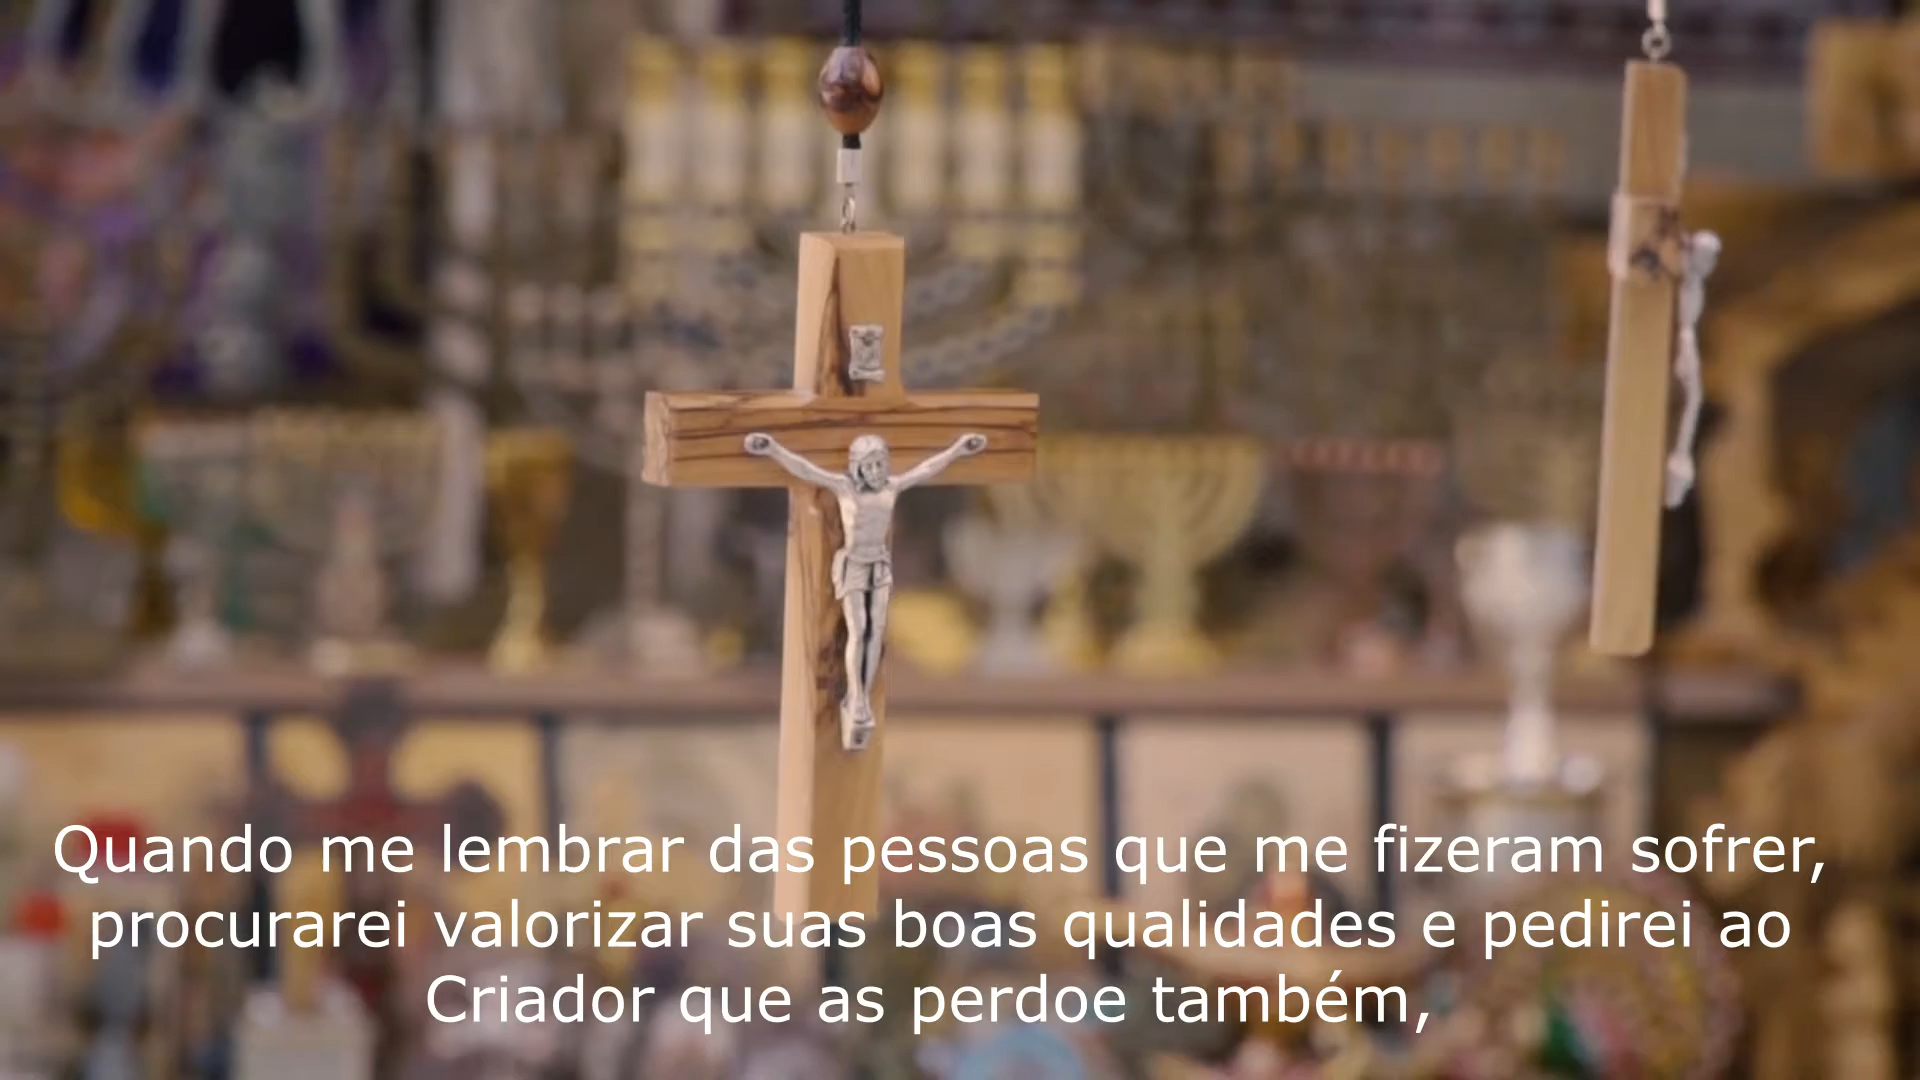 Quando me lembrar das pessoas que me fizeram sofrer,
procurarei valorizar suas boas qualidades e pedirei ao
Criador que as perdoe também,